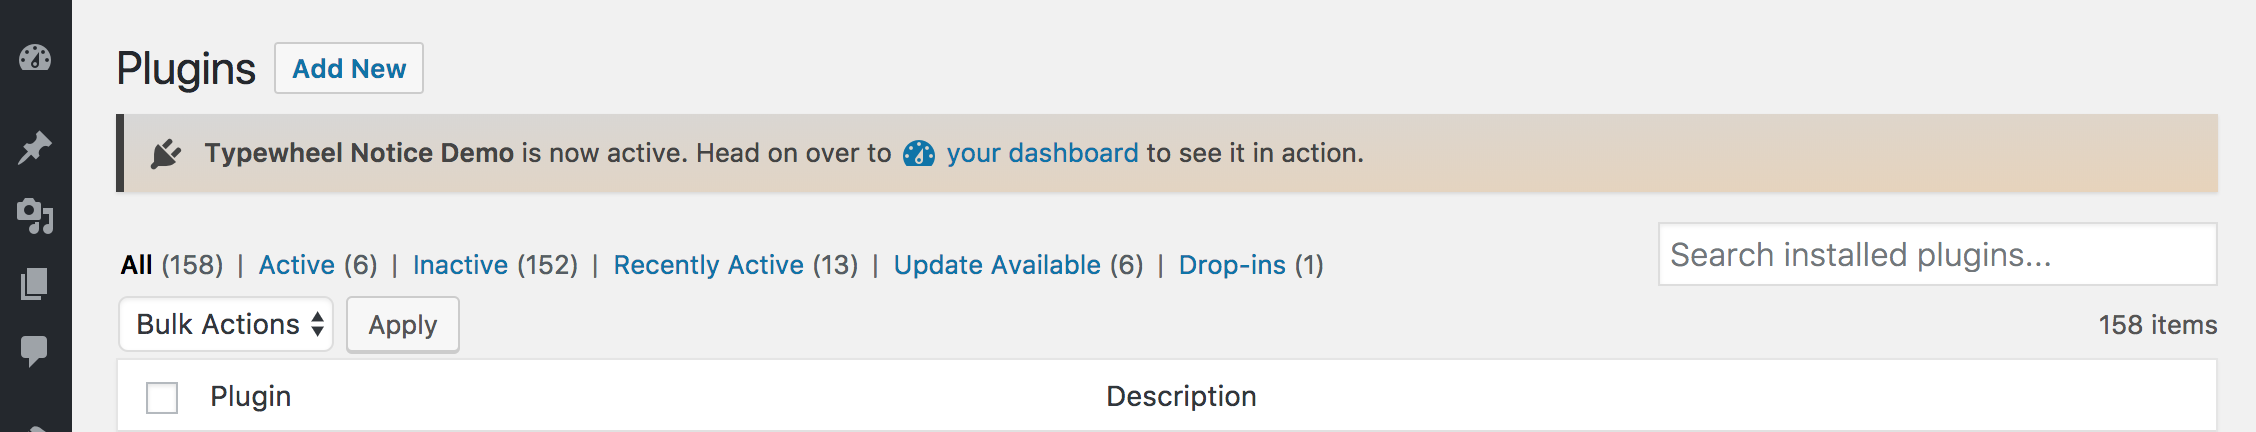 Plugins Add New
Typewheel Notice Demo is now active. Head on over to your dashboard to see it in action.
All (158) | Active (6) | Inactive (152) | Recently Active (13) | Update Available (6) | Drop-ins (1)
Search installed plugins...
Bulk Actions Apply
158 items
Plugin Description